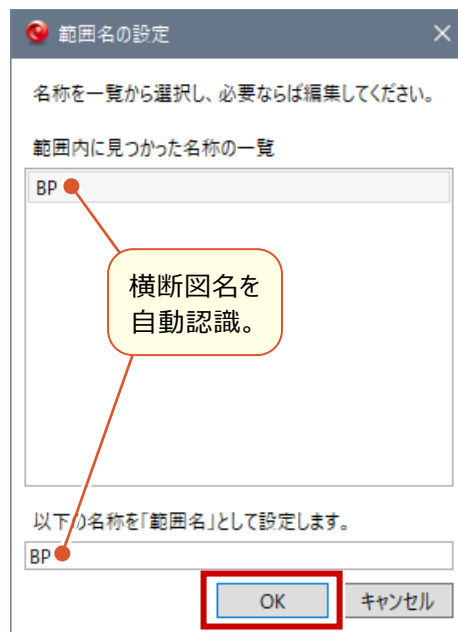 範囲名の設定
名称を一覧から選択し、必要ならば編集してください。
範囲内に見つかった名称の一覧
BP
横断図名を
自動認識。
以下の名称を「範囲名」として設定します。
BP
OK
キャンセル